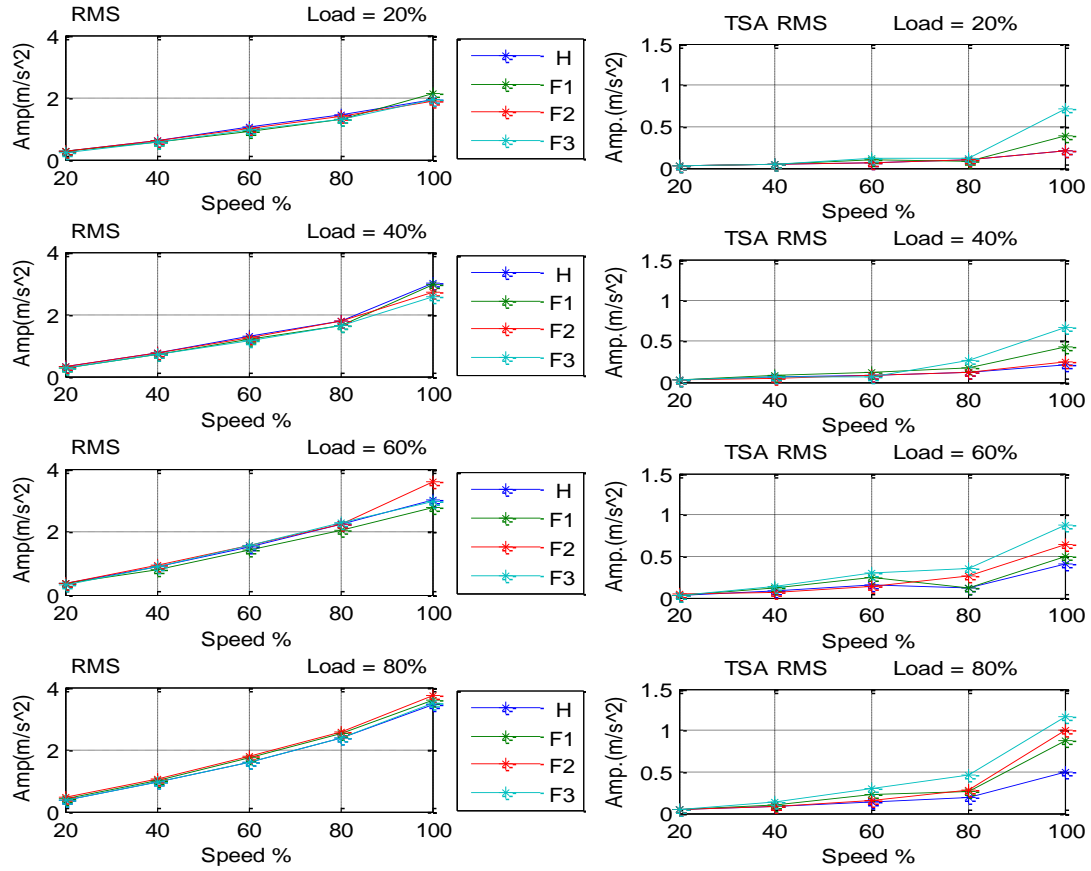 RMS Load = 20%
4
2
0
Amp(m/s^2)
20 40 60 80 100
Speed %
H
F1
F2
F3
TSA RMS Load = 20%
1.5
1
0.5
0
Amp.(m/s^2)
20 40 60 80 100
RMS Load = 40%
4
2
0
Amp(m/s^2)
20 40 60 80 100
Speed %
H
F1
F2
F3
TSA RMS Load = 40%
1.5
1
0.5
0
Amp.(m/s^2)
20 40 60 80 100
Speed %
RMS Load = 60%
4
2
0
Amp(m/s^2)
20 40 60 80 100
Speed %
H
F1
F2
F3
TSA RMS Load = 60%
1.5
1
0.5
0
Amp.(m/s^2)
20 40 60 80 100
Speed %
RMS Load = 80%
4
2
0
Amp(m/s^2)
20 40 60 80 100
Speed %
H
F1
F2
F3
TSA RMS Load = 80%
1.5
1
0.5
0
Amp.(m/s^2)
20 40 60 80 100
Speed %